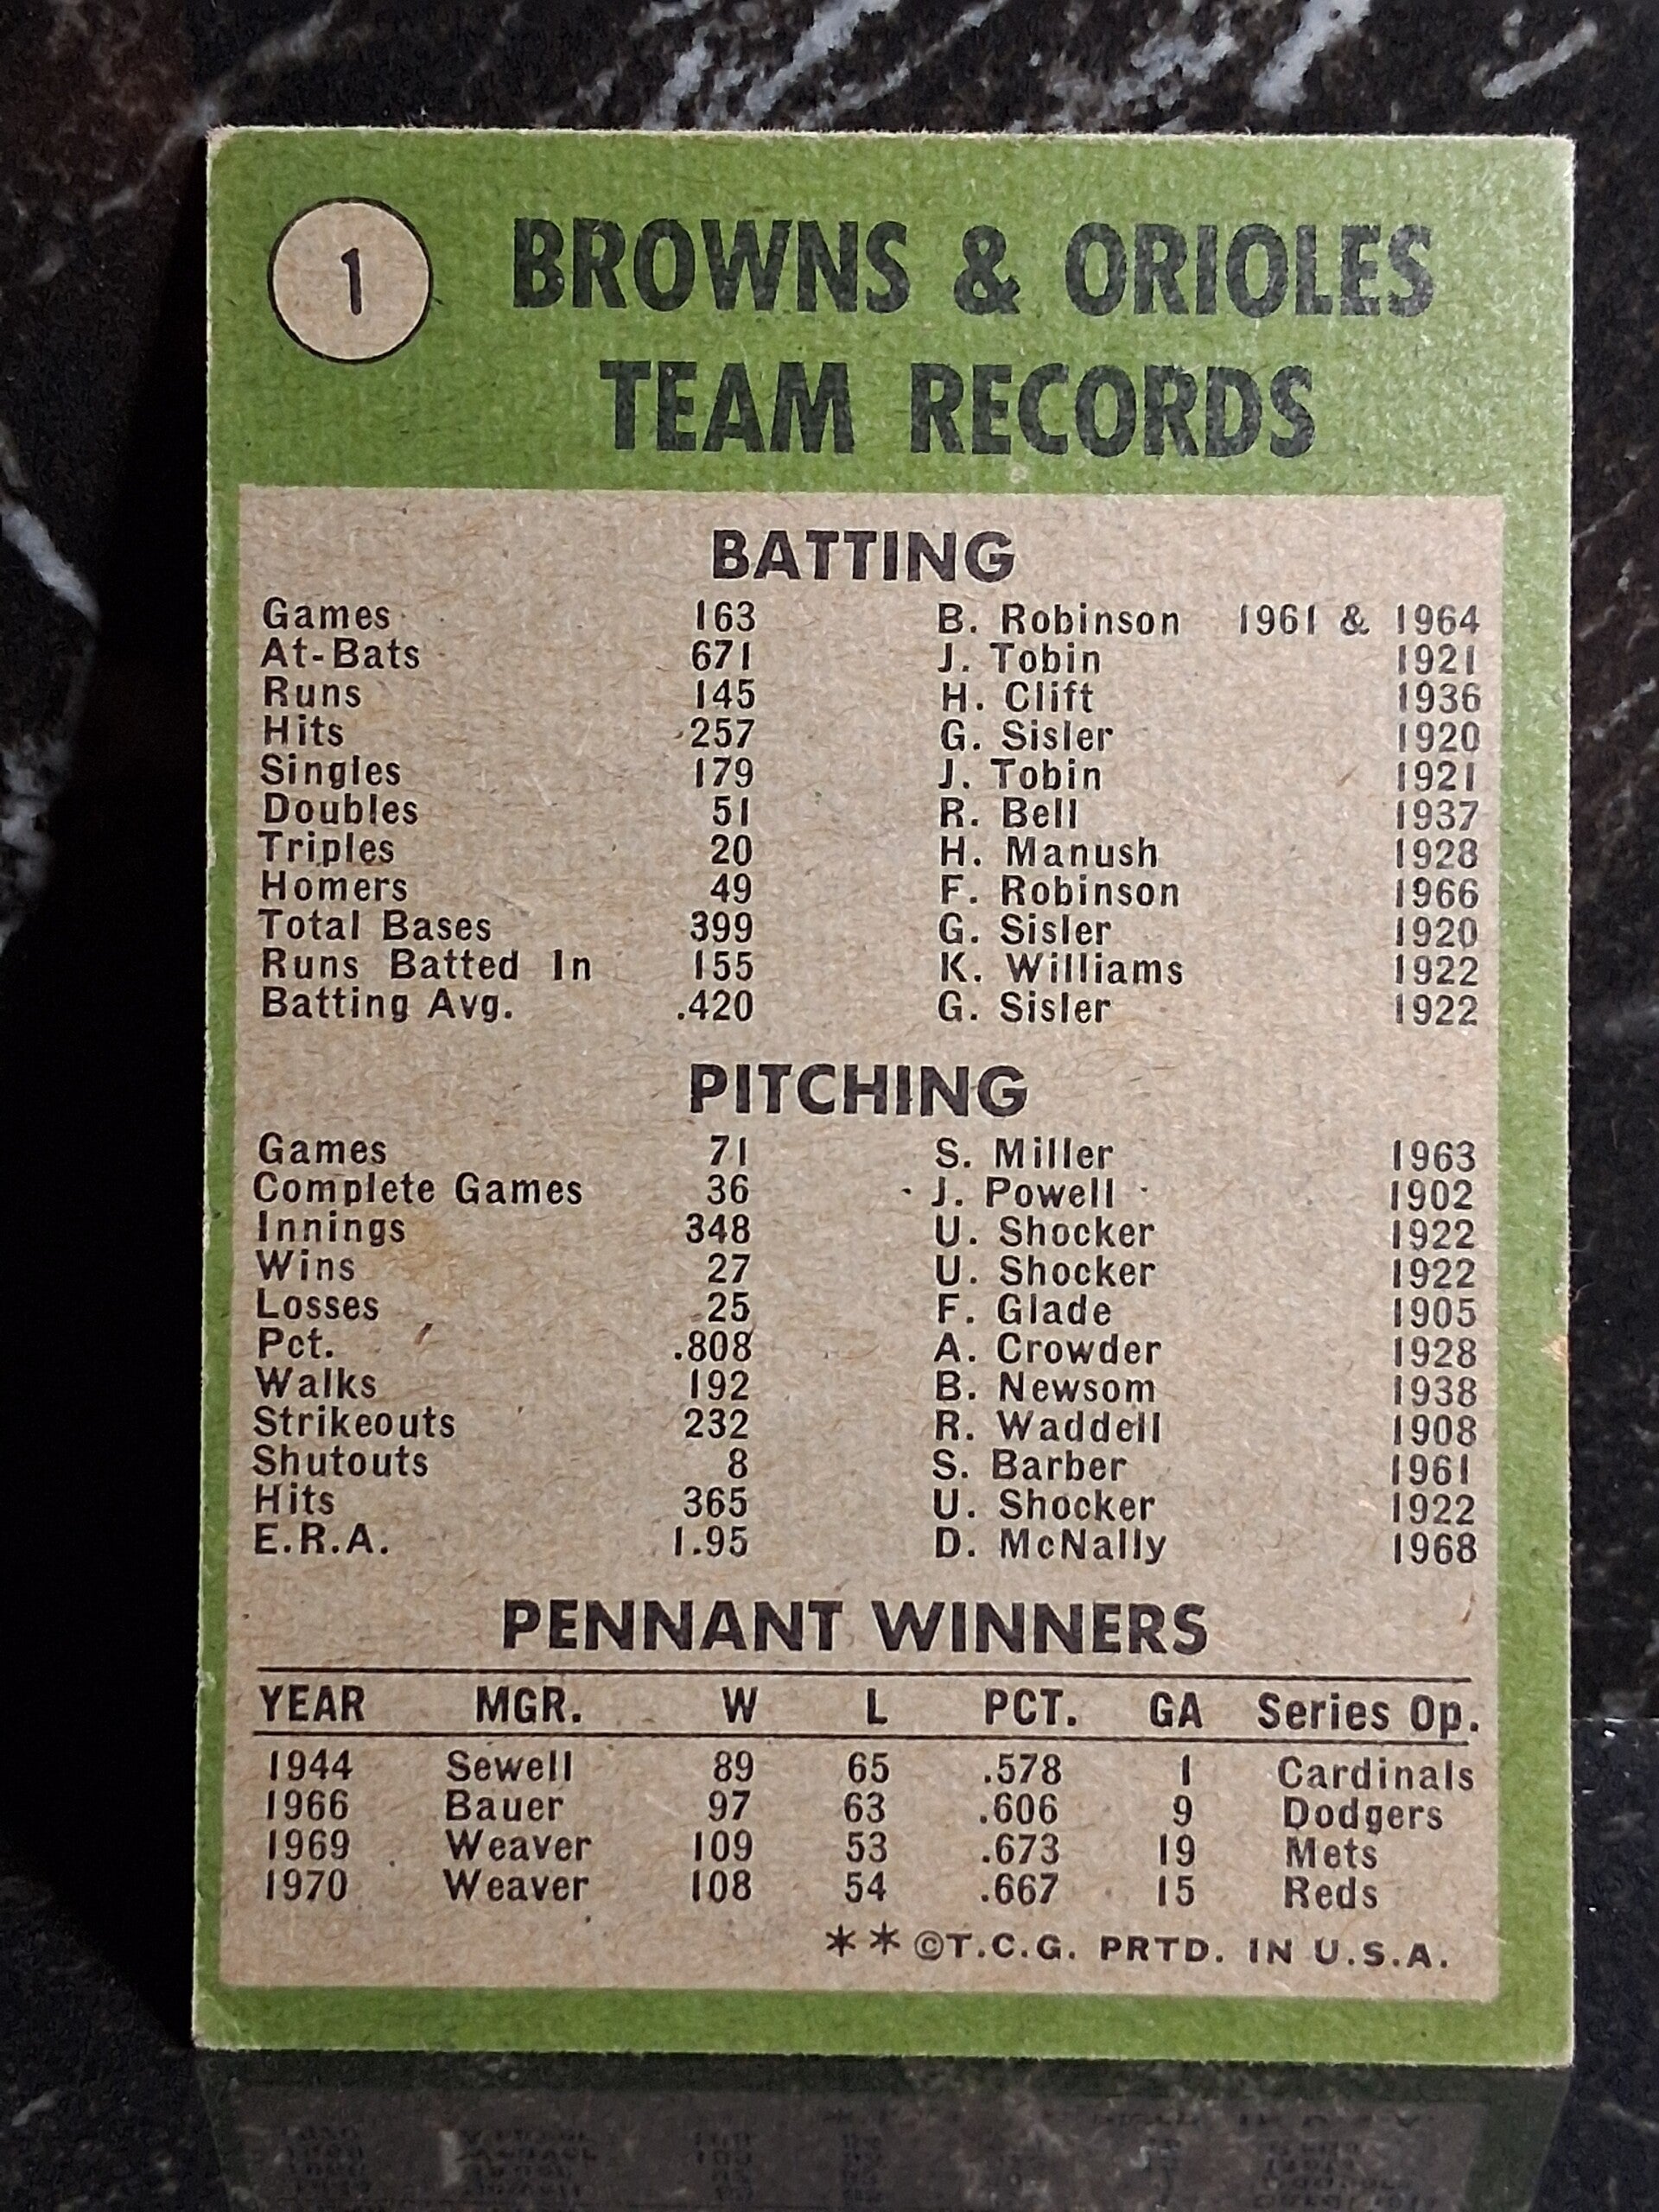 1
BROWNS & ORIOLES
TEAM RECORDS
BATTING
Games 163 B. Robinson 1961 & 1964
At-Bats 671 J. Tobin 1921
Runs 145 H. Clift 1936
Hits 257 G. Sisler 1920
Singles 179 J. Tobin 1921
Doubles 51 R. Bell 1937
Triples 20 H. Manush 1928
Homers 49 F. Robinson 1966
Total Bases 399 G. Sisler 1920
Runs Batted In 155 K. Williams 1922
Batting Avg. .420 G. Sisler 1922
PITCHING
Games 71 S. Miller 1963
Complete Games 36 J. Powell 1902
Innings 348 U. Shocker 1922
Wins 27 U. Shocker 1922
Losses 25 F. Glade 1905
Pct. .808 A. Crowder 1928
Walks 192 B. Newsom 1938
Strikeouts 232 R. Waddell 1908
Shutouts 8 S. Barber 1961
Hits 365 U. Shocker 1922
E.R.A. 1.95 D. McNally 1968
PENNANT WINNERS
YEAR MGR. W L PCT. GA Series Op.
1944 Sewell 89 65 .578 1 Cardinals
1966 Bauer 97 63 .606 9 Dodgers
1969 Weaver 109 53 .673 19 Mets
1970 Weaver 108 54 .667 15 Reds
**©T.C.G. PRTD. IN U.S.A.